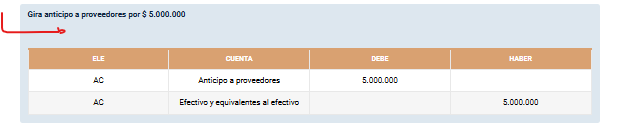 Gira anticipo a proveedores por $ 5.000.000
ELE CUENTA DEBE HABER
AC Anticipo a proveedores 5.000.000
AC Efectivo y equivalentes al efectivo 5.000.000